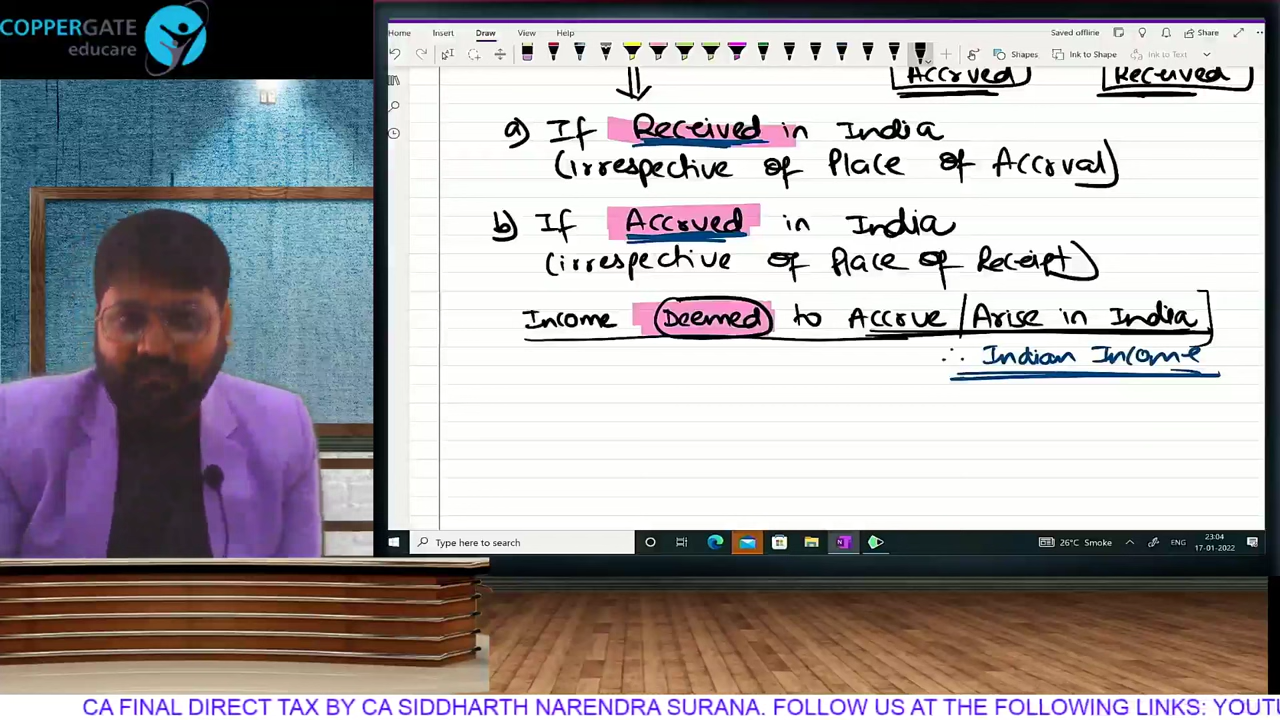 COPPERGATE
educare
Home Insert Draw View Help Saved offline Share
Shapes Ink to Shape Ink to Text
Accrued Received
a) If Received in India
(irrespective of Place of Accrual)
b) If Accrued in India
(irrespective of Place of Receipt)
Income Deemed to Accrue / Arise in India
∴ Indian Income
Type here to search
26°C Smoke ENG 23:04
17-01-2022
CA FINAL DIRECT TAX BY CA SIDDHARTH NARENDRA SURANA. FOLLOW US AT THE FOLLOWING LINKS: YOUT